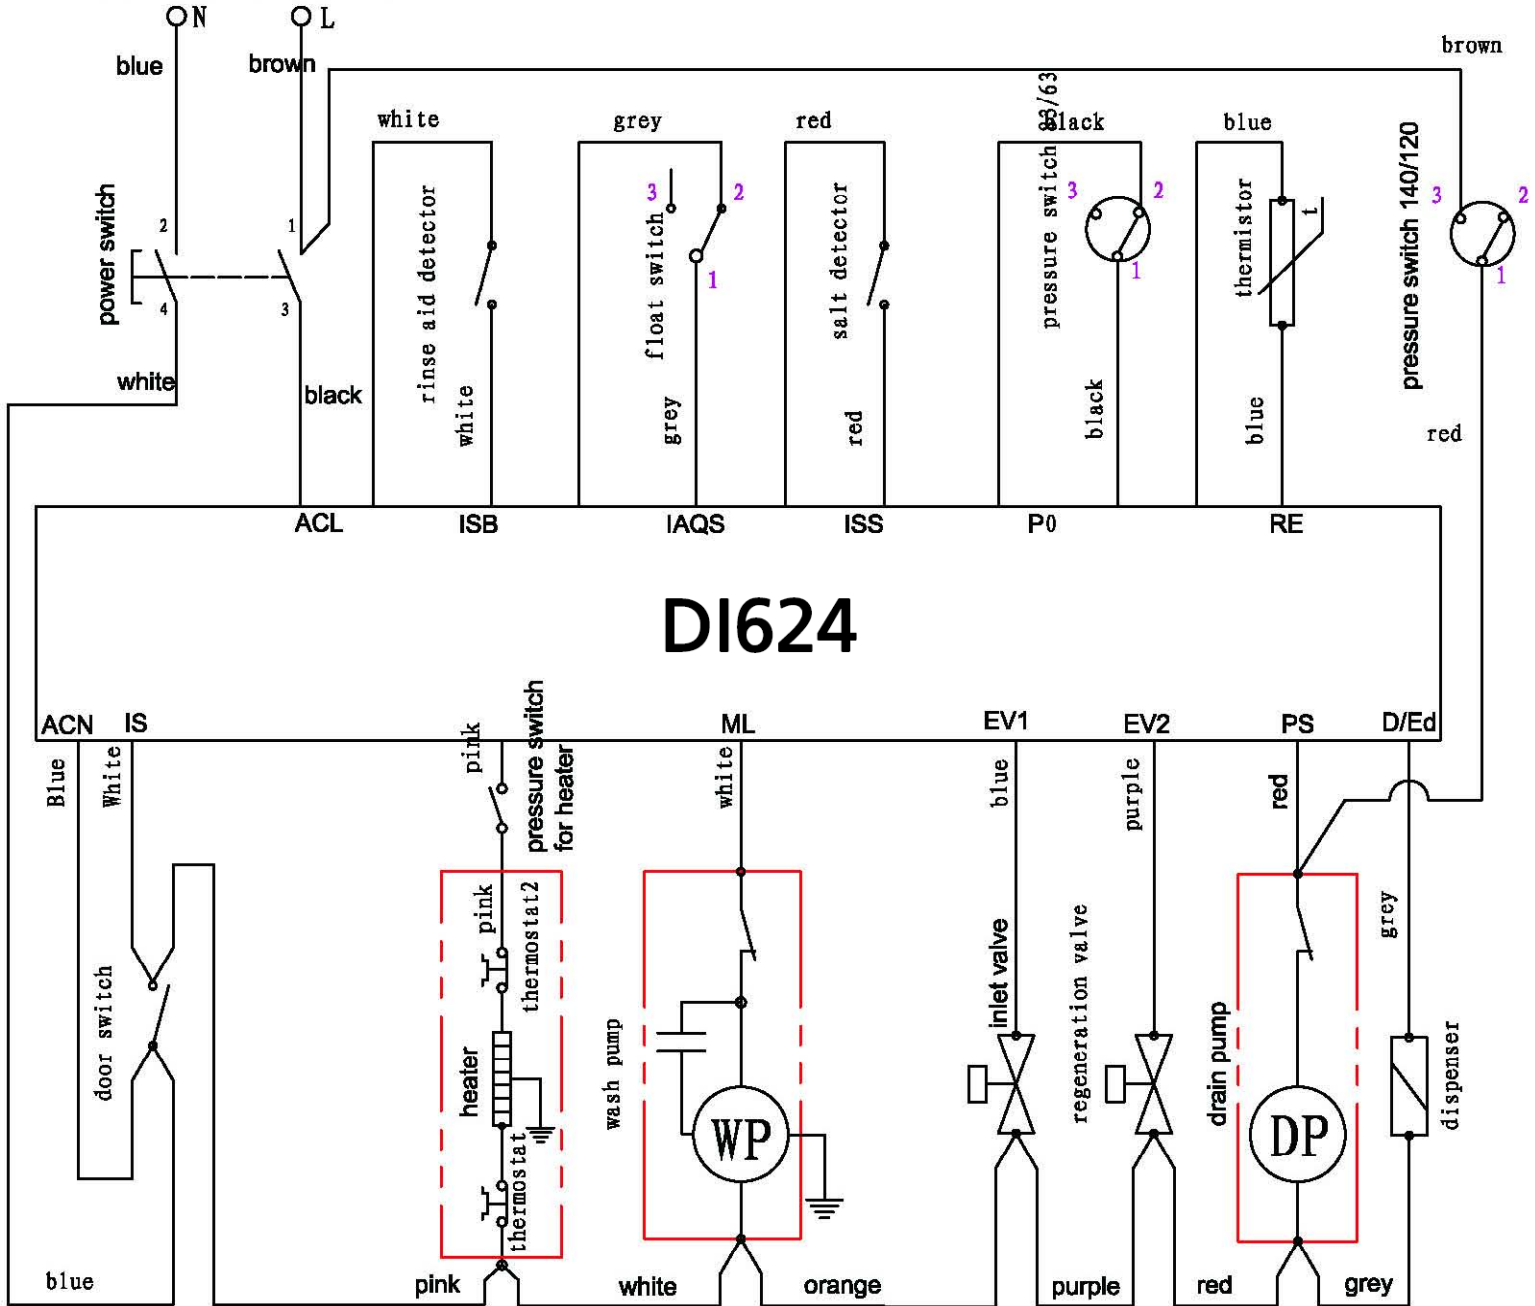 N
L
blue
brown
brown
white
grey
red
black
blue
pressure switch 83/63
pressure switch 140/120
power switch
2
1
4
3
rinse aid detector
float switch
3
2
1
salt detector
3
2
1
thermistor
t
3
2
1
white
black
white
grey
red
black
blue
red
ACL
ISB
IAQS
ISS
P0
RE
DI624
ACN
IS
ML
EV1
EV2
PS
D/Ed
Blue
White
pink
pressure switch
for heater
white
blue
purple
red
grey
door switch
pink
thermostat2
heater
thermostat
wash pump
WP
inlet valve
regeneration valve
drain pump
DP
dispenser
blue
pink
white
orange
purple
red
grey